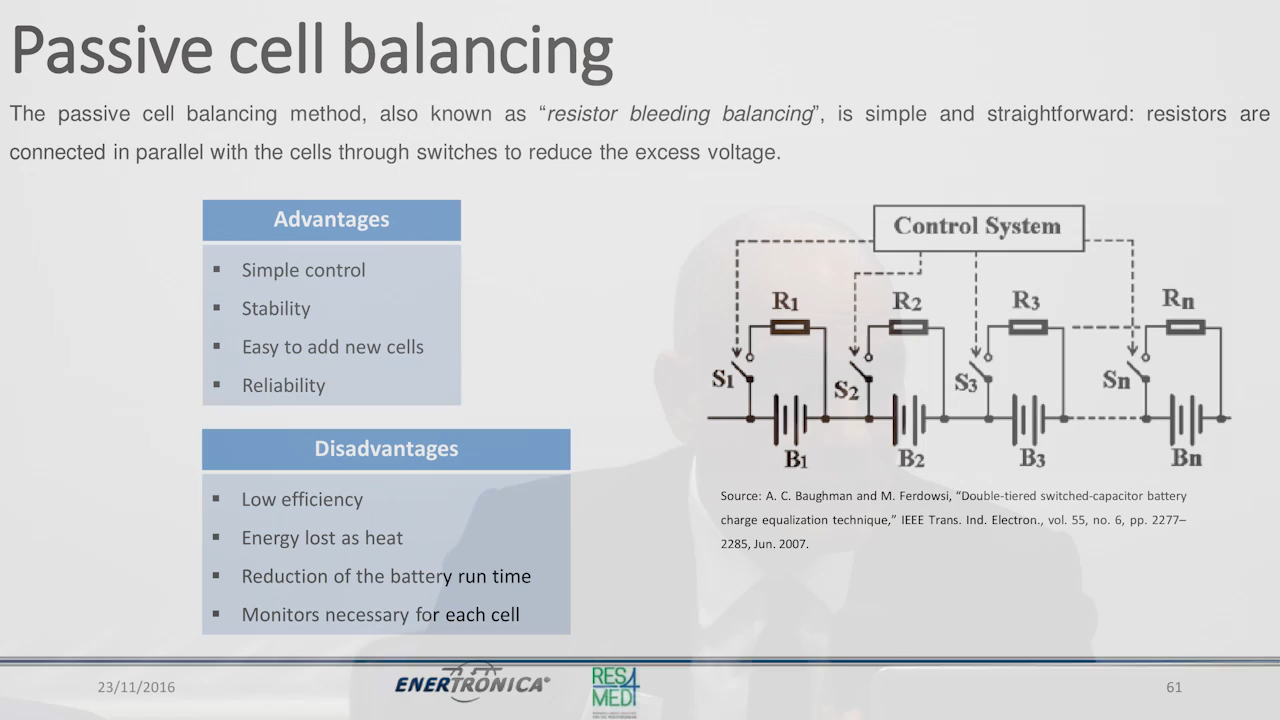 Passive cell balancing
The passive cell balancing method, also known as “resistor bleeding balancing”, is simple and straightforward: resistors are
connected in parallel with the cells through switches to reduce the excess voltage.
Advantages
▪ Simple control
▪ Stability
▪ Easy to add new cells
▪ Reliability
Disadvantages
▪ Low efficiency
▪ Energy lost as heat
▪ Reduction of the battery run time
▪ Monitors necessary for each cell
Control System
R1 R2 R3 Rn
S1 S2 S3 Sn
B1 B2 B3 Bn
Source: A. C. Baughman and M. Ferdowsi, “Double-tiered switched-capacitor battery
charge equalization technique,” IEEE Trans. Ind. Electron., vol. 55, no. 6, pp. 2277–
2285, Jun. 2007.
23/11/2016
ENERTRONICA®
RES4
MEDI
61